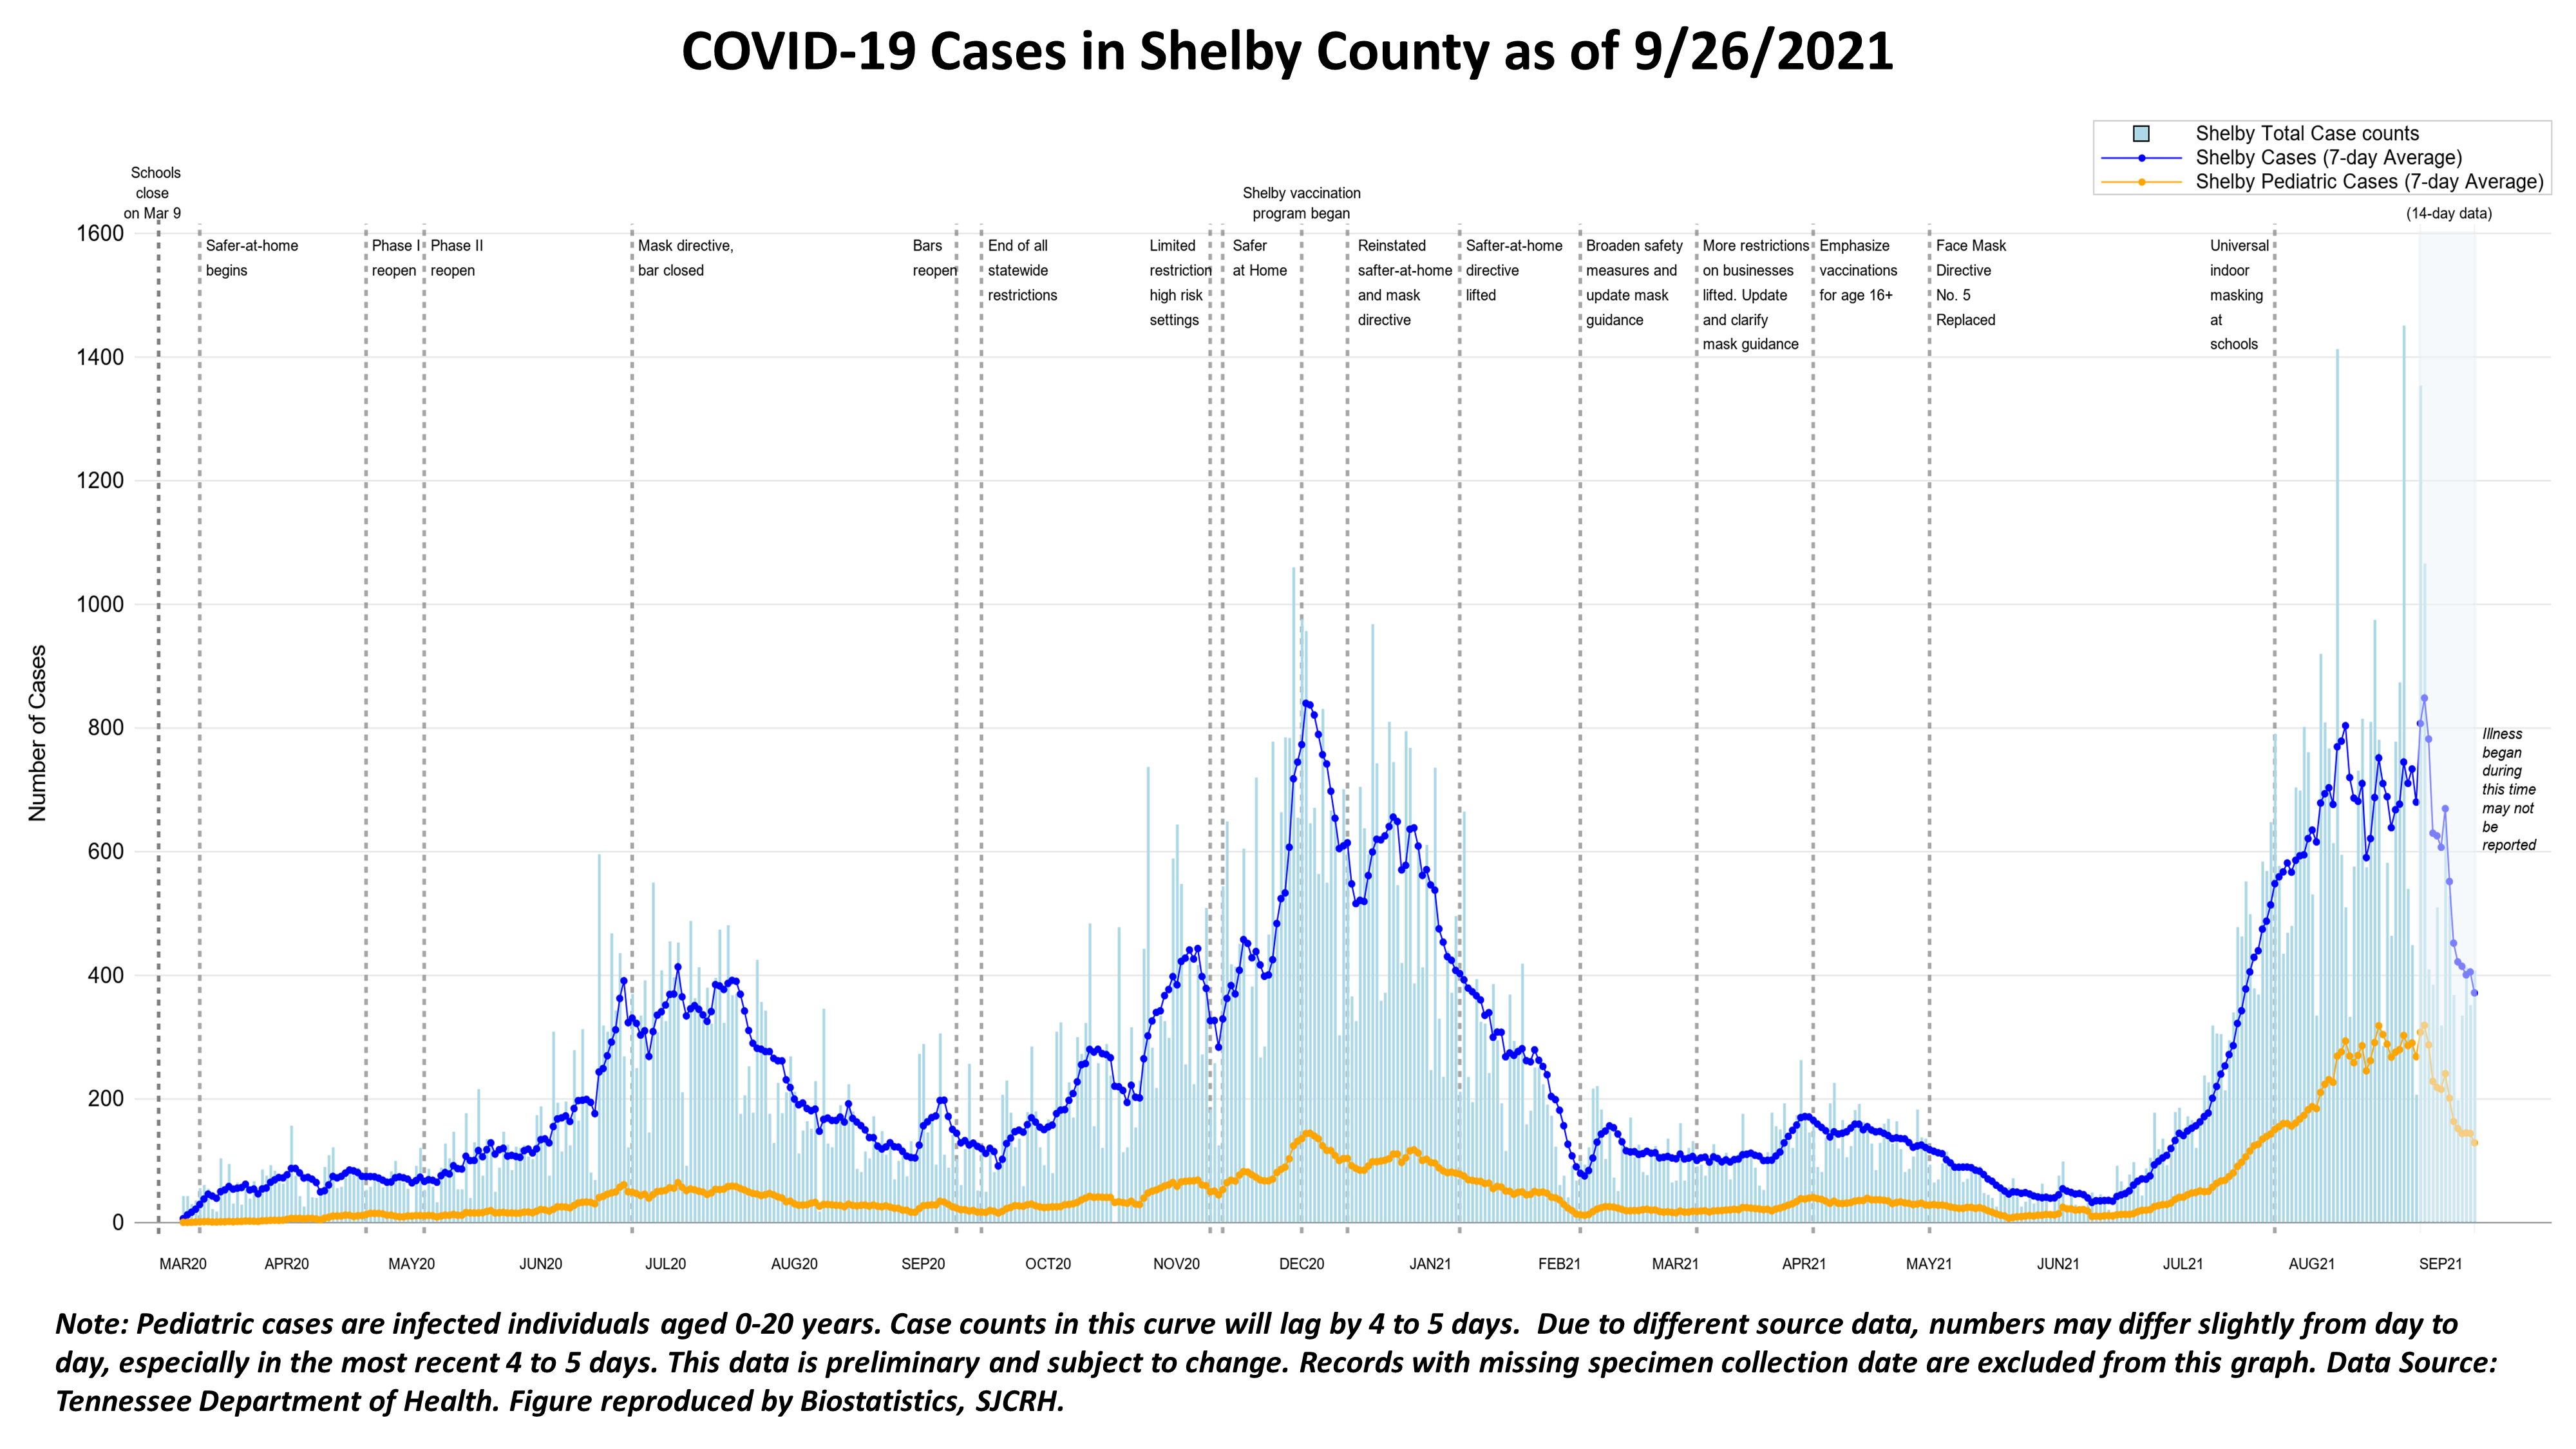 COVID-19 Cases in Shelby County as of 9/26/2021
Shelby Total Case counts
Shelby Cases (7-day Average)
Shelby Pediatric Cases (7-day Average)
Schools
close
on Mar 9
Shelby vaccination
program began
(14-day data)
Safer-at-home
begins
Phase I
reopen
Phase II
reopen
Mask directive,
bar closed
Bars
reopen
End of all
statewide
restrictions
Limited
restriction
high risk
settings
Safer
at Home
Reinstated
safter-at-home
and mask
directive
Safter-at-home
directive
lifted
Broaden safety
measures and
update mask
guidance
More restrictions
on businesses
lifted. Update
and clarify
mask guidance
Emphasize
vaccinations
for age 16+
Face Mask
Directive
No. 5
Replaced
Universal
indoor
masking
at
schools
Number of Cases
1600
1400
1200
1000
800
600
400
200
0
Illness
began
during
this time
may not
be
reported
MAR20 APR20 MAY20 JUN20 JUL20 AUG20 SEP20 OCT20 NOV20 DEC20 JAN21 FEB21 MAR21 APR21 MAY21 JUN21 JUL21 AUG21 SEP21
Note: Pediatric cases are infected individuals aged 0-20 years. Case counts in this curve will lag by 4 to 5 days.  Due to different source data, numbers may differ slightly from day to
day, especially in the most recent 4 to 5 days. This data is preliminary and subject to change. Records with missing specimen collection date are excluded from this graph. Data Source:
Tennessee Department of Health. Figure reproduced by Biostatistics, SJCRH.